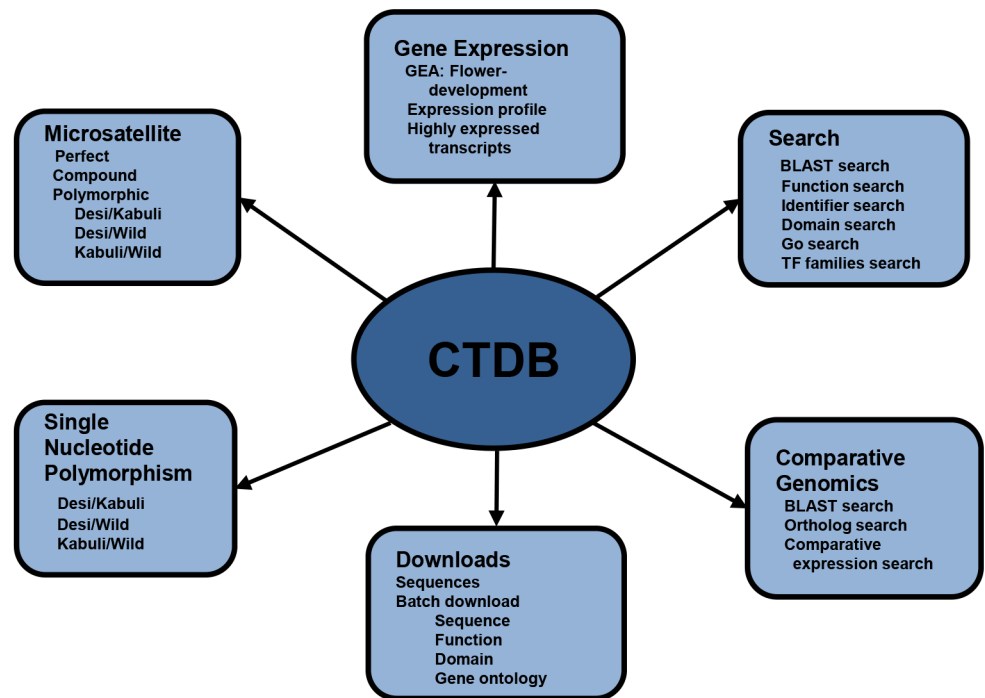 Gene Expression
GEA: Flower-
development
Expression profile
Highly expressed
transcripts
Microsatellite
Perfect
Compound
Polymorphic
Desi/Kabuli
Desi/Wild
Kabuli/Wild
Search
BLAST search
Function search
Identifier search
Domain search
Go search
TF families search
CTDB
Single
Nucleotide
Polymorphism
Desi/Kabuli
Desi/Wild
Kabuli/Wild
Comparative
Genomics
BLAST search
Ortholog search
Comparative
expression search
Downloads
Sequences
Batch download
Sequence
Function
Domain
Gene ontology